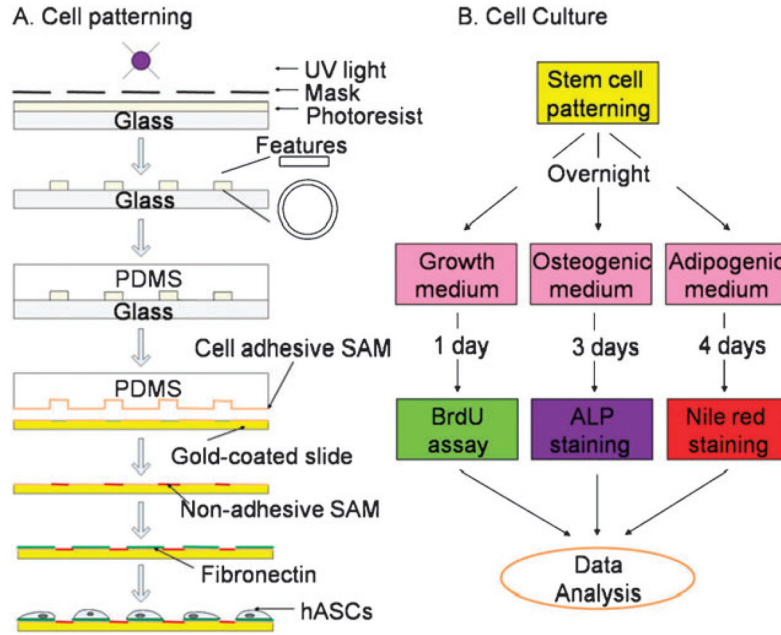 A. Cell patterning
UV light
Mask
Photoresist
Glass
Features
Glass
PDMS
Glass
Cell adhesive SAM
PDMS
Gold-coated slide
Non-adhesive SAM
Fibronectin
hASCs
B. Cell Culture
Stem cell
patterning
Overnight
Growth
medium
Osteogenic
medium
Adipogenic
medium
1 day
3 days
4 days
BrdU
assay
ALP
staining
Nile red
staining
Data
Analysis